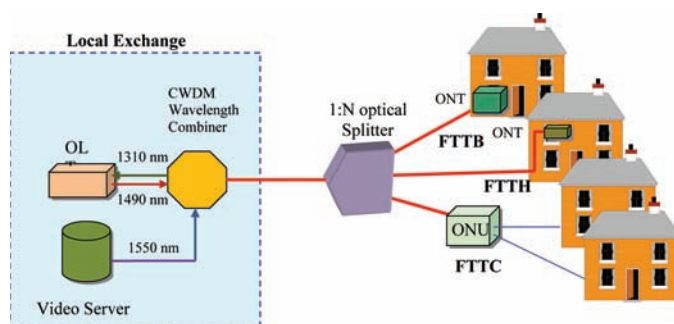 Local Exchange
CWDM
Wavelength
Combiner
OL
T
1310 nm
1490 nm
1550 nm
Video Server
1:N optical
Splitter
ONT
FTTB
ONT
FTTH
ONU
FTTC